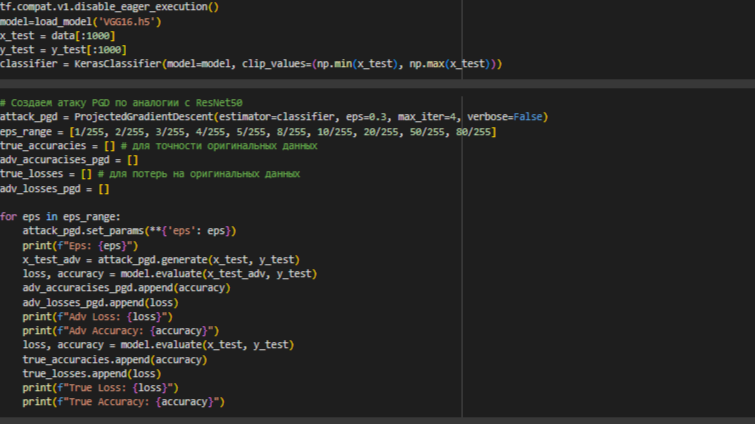 tf.compat.v1.disable_eager_execution()
model=load_model('VGG16.h5')
x_test = data[:1000]
y_test = y_test[:1000]
classifier = KerasClassifier(model=model, clip_values=(np.min(x_test), np.max(x_test)))
# Создаем атаку PGD по аналогии с ResNet50
attack_pgd = ProjectedGradientDescent(estimator=classifier, eps=0.3, max_iter=4, verbose=False)
eps_range = [1/255, 2/255, 3/255, 4/255, 5/255, 8/255, 10/255, 20/255, 50/255, 80/255]
true_accuracies = [] # для точности оригинальных данных
adv_accuracises_pgd = []
true_losses = [] # для потерь на оригинальных данных
adv_losses_pgd = []
for eps in eps_range:
    attack_pgd.set_params(**{'eps': eps})
    print(f"Eps: {eps}")
    x_test_adv = attack_pgd.generate(x_test, y_test)
    loss, accuracy = model.evaluate(x_test_adv, y_test)
    adv_accuracises_pgd.append(accuracy)
    adv_losses_pgd.append(loss)
    print(f"Adv Loss: {loss}")
    print(f"Adv Accuracy: {accuracy}")
    loss, accuracy = model.evaluate(x_test, y_test)
    true_accuracies.append(accuracy)
    true_losses.append(loss)
    print(f"True Loss: {loss}")
    print(f"True Accuracy: {accuracy}")